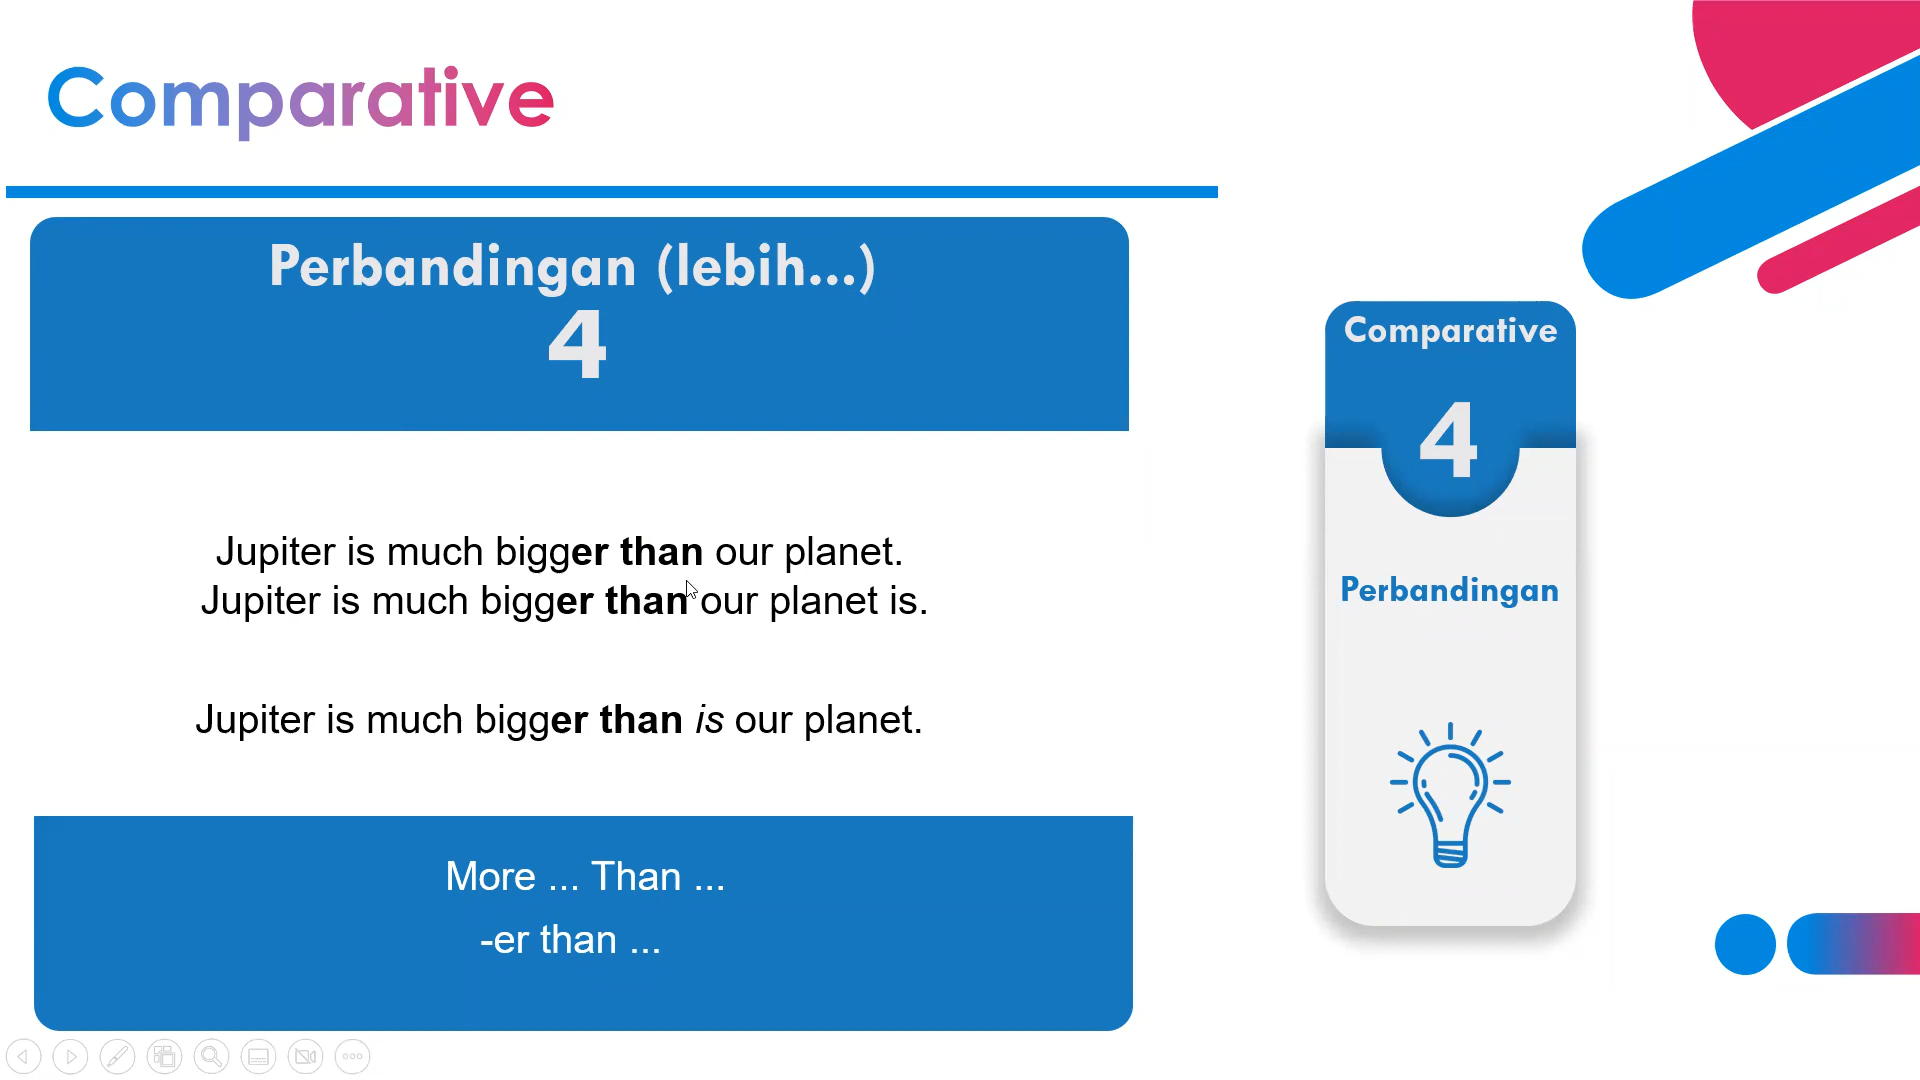 Comparative
Perbandingan (lebih...)
4
Jupiter is much bigger than our planet.
Jupiter is much bigger than our planet is.
Jupiter is much bigger than is our planet.
More ... Than ...
-er than ...
Comparative
4
Perbandingan